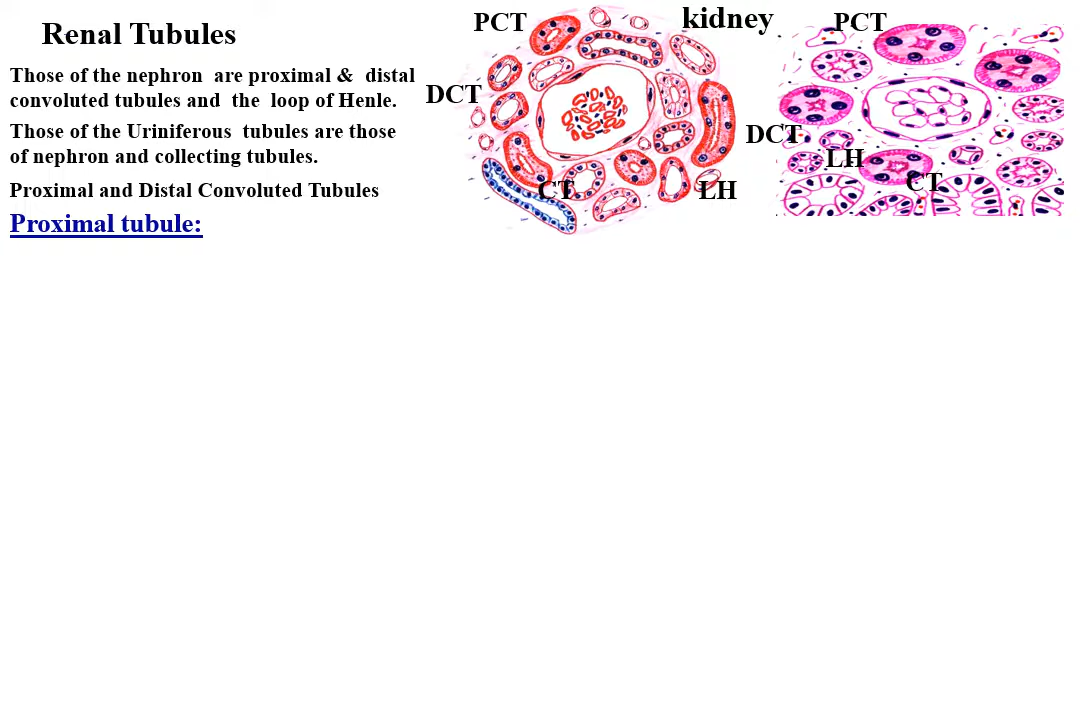 Renal Tubules
Those of the nephron are proximal & distal
convoluted tubules and the loop of Henle.
Those of the Uriniferous tubules are those
of nephron and collecting tubules.
Proximal and Distal Convoluted Tubules
Proximal tubule:
PCT
kidney
PCT
DCT
DCT
LH
CT
LH
CT